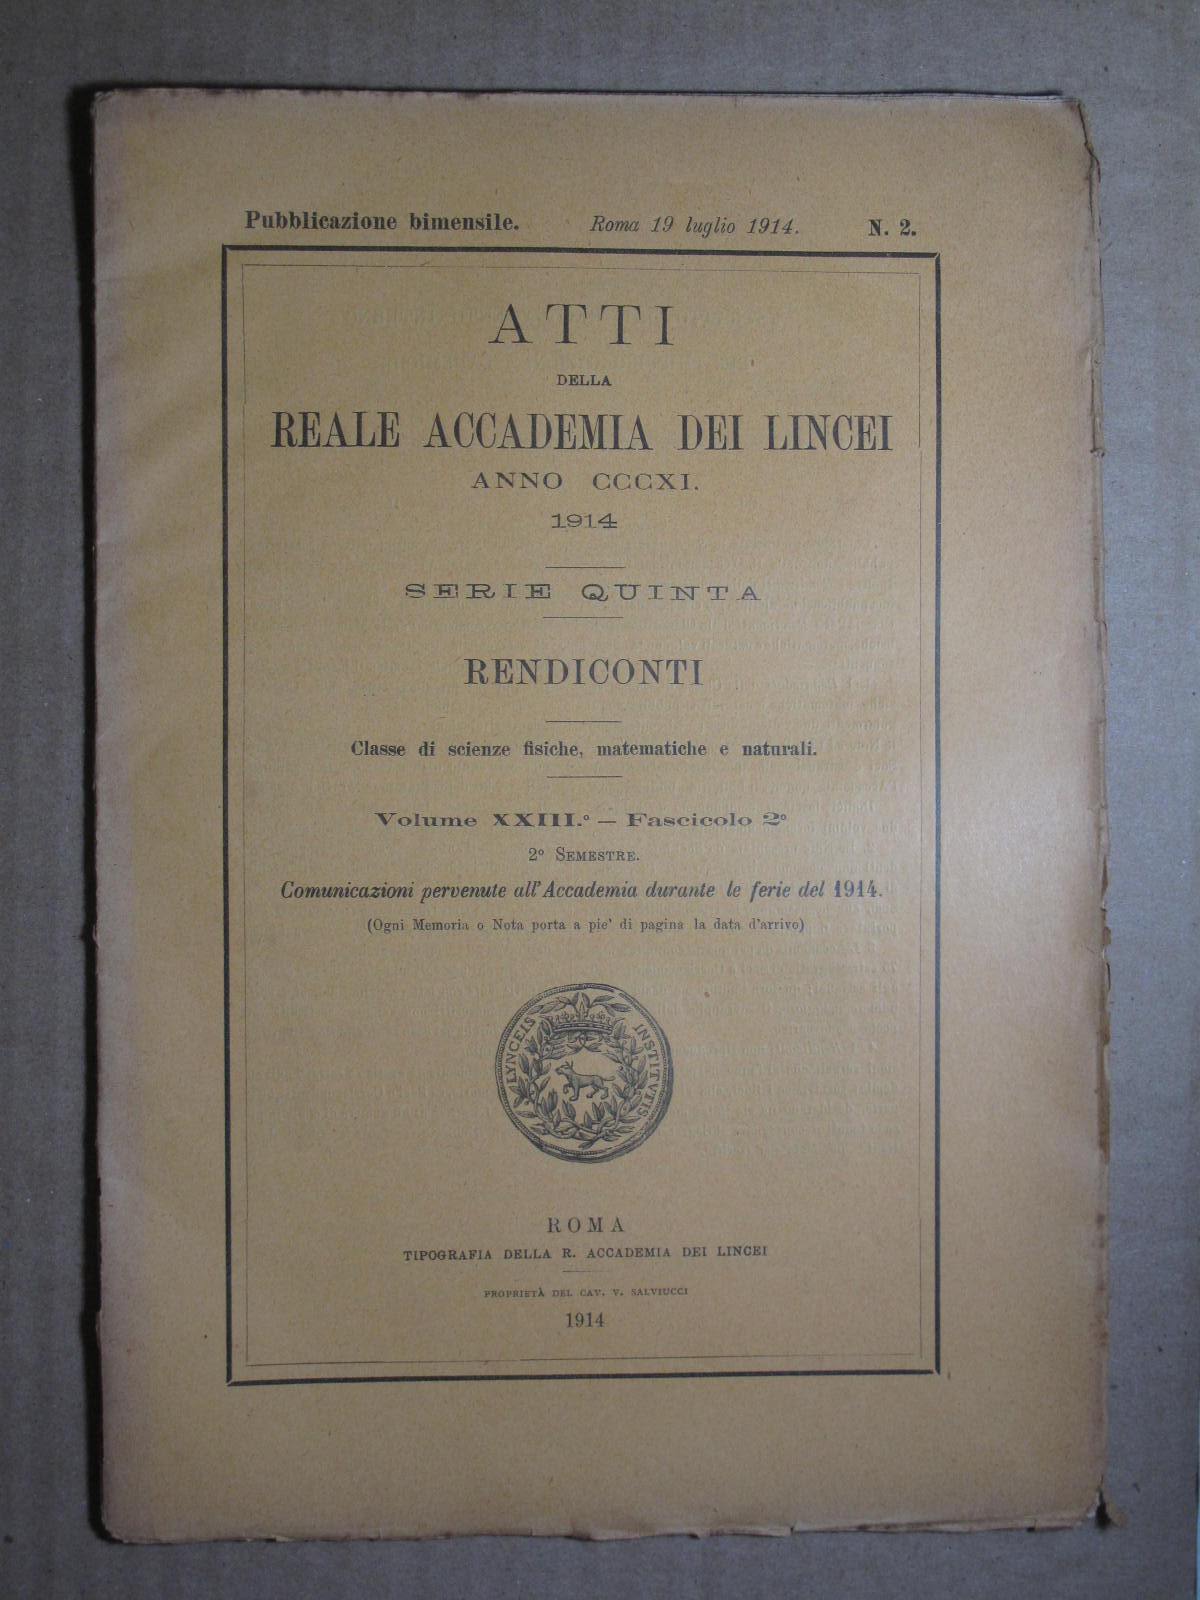 Pubblicazione bimensile. Roma 19 luglio 1914. N. 2.
ATTI
DELLA
REALE ACCADEMIA DEI LINCEI
ANNO CCCXI.
1914
SERIE QUINTA
RENDICONTI
Classe di scienze fisiche, matematiche e naturali.
Volume XXIII.° — Fascicolo 2°
2° SEMESTRE.
Comunicazioni pervenute all'Accademia durante le ferie del 1914.
(Ogni Memoria o Nota porta a pie' di pagina la data d'arrivo)
LYNCEIS INSTITVTIS
ROMA
TIPOGRAFIA DELLA R. ACCADEMIA DEI LINCEI
PROPRIETÀ DEL CAV. V. SALVIUCCI
1914